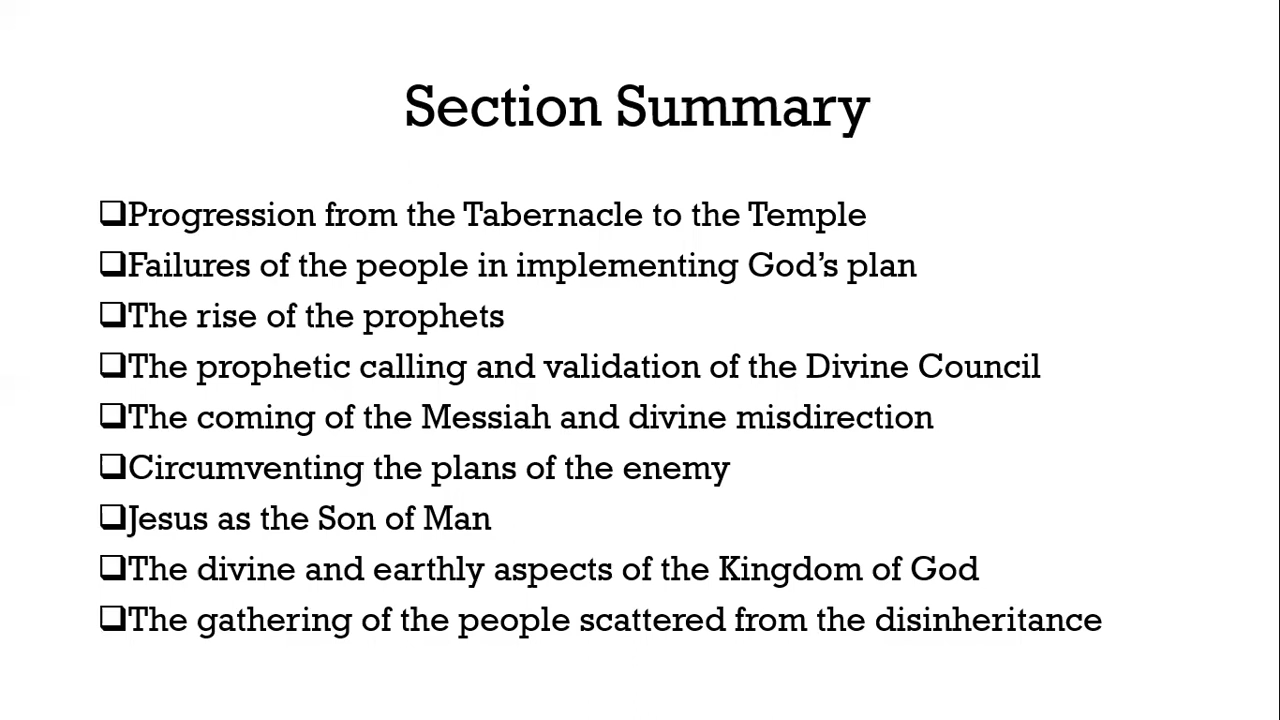 Section Summary
❑Progression from the Tabernacle to the Temple
❑Failures of the people in implementing God’s plan
❑The rise of the prophets
❑The prophetic calling and validation of the Divine Council
❑The coming of the Messiah and divine misdirection
❑Circumventing the plans of the enemy
❑Jesus as the Son of Man
❑The divine and earthly aspects of the Kingdom of God
❑The gathering of the people scattered from the disinheritance